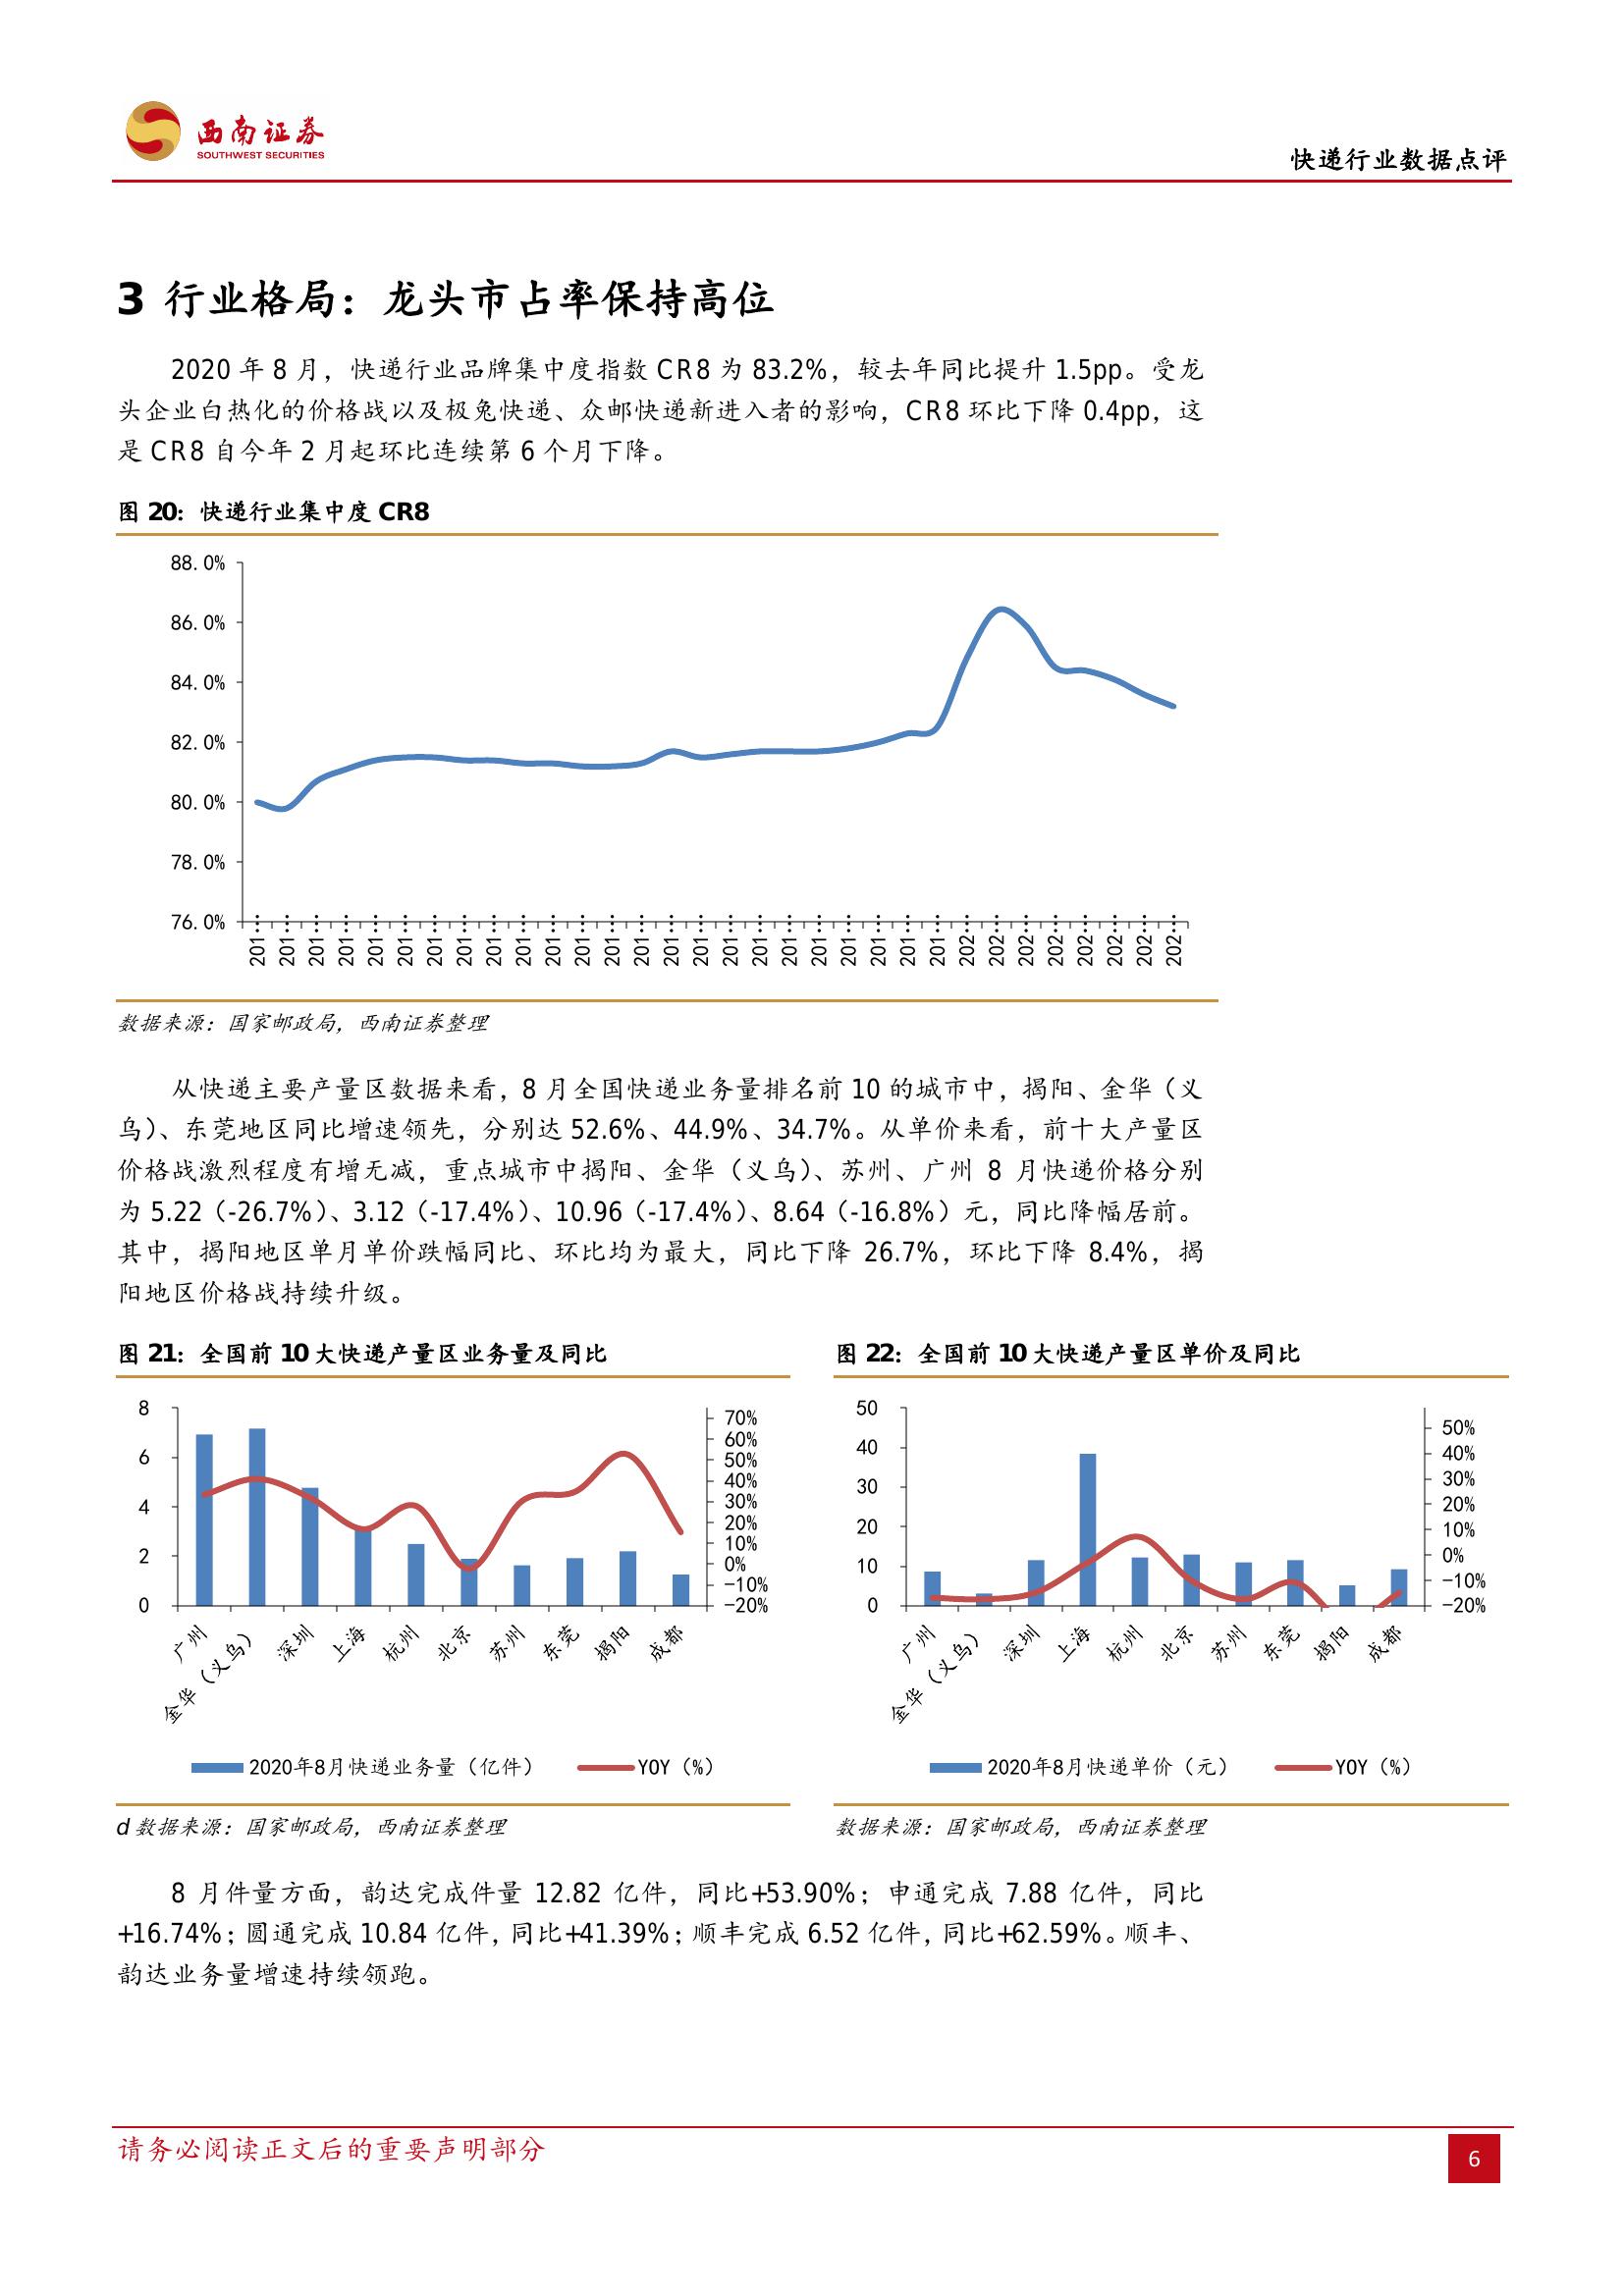 西南证券
SOUTHWEST SECURITIES
快递行业数据点评
3 行业格局：龙头市占率保持高位
2020 年 8 月，快递行业品牌集中度指数 CR8 为 83.2%，较去年同比提升 1.5pp。受龙
头企业白热化的价格战以及极兔快递、众邮快递新进入者的影响，CR8 环比下降 0.4pp，这
是 CR8 自今年 2 月起环比连续第 6 个月下降。
图 20：快递行业集中度 CR8
88.0%
86.0%
84.0%
82.0%
80.0%
78.0%
76.0%
201… 201… 201… 201… 201… 201… 201… 201… 201… 201… 201… 201… 201… 201… 201… 201… 201… 201… 201… 201… 201… 201… 201… 201… 202… 202… 202… 202… 202… 202… 202… 202…
数据来源：国家邮政局，西南证券整理
从快递主要产量区数据来看，8 月全国快递业务量排名前 10 的城市中，揭阳、金华（义
乌）、东莞地区同比增速领先，分别达 52.6%、44.9%、34.7%。从单价来看，前十大产量区
价格战激烈程度有增无减，重点城市中揭阳、金华（义乌）、苏州、广州 8 月快递价格分别
为 5.22（-26.7%）、3.12（-17.4%）、10.96（-17.4%）、8.64（-16.8%）元，同比降幅居前。
其中，揭阳地区单月单价跌幅同比、环比均为最大，同比下降 26.7%，环比下降 8.4%，揭
阳地区价格战持续升级。
图 21：全国前 10 大快递产量区业务量及同比
8
6
4
2
0
70%
60%
50%
40%
30%
20%
10%
0%
-10%
-20%
广州 金华（义乌） 深圳 上海 杭州 北京 苏州 东莞 揭阳 成都
2020年8月快递业务量（亿件） YOY（%）
d 数据来源：国家邮政局，西南证券整理
图 22：全国前 10 大快递产量区单价及同比
50
40
30
20
10
0
50%
40%
30%
20%
10%
0%
-10%
-20%
广州 金华（义乌） 深圳 上海 杭州 北京 苏州 东莞 揭阳 成都
2020年8月快递单价（元） YOY（%）
数据来源：国家邮政局，西南证券整理
8 月件量方面，韵达完成件量 12.82 亿件，同比+53.90%；申通完成 7.88 亿件，同比
+16.74%；圆通完成 10.84 亿件，同比+41.39%；顺丰完成 6.52 亿件，同比+62.59%。顺丰、
韵达业务量增速持续领跑。
请务必阅读正文后的重要声明部分
6